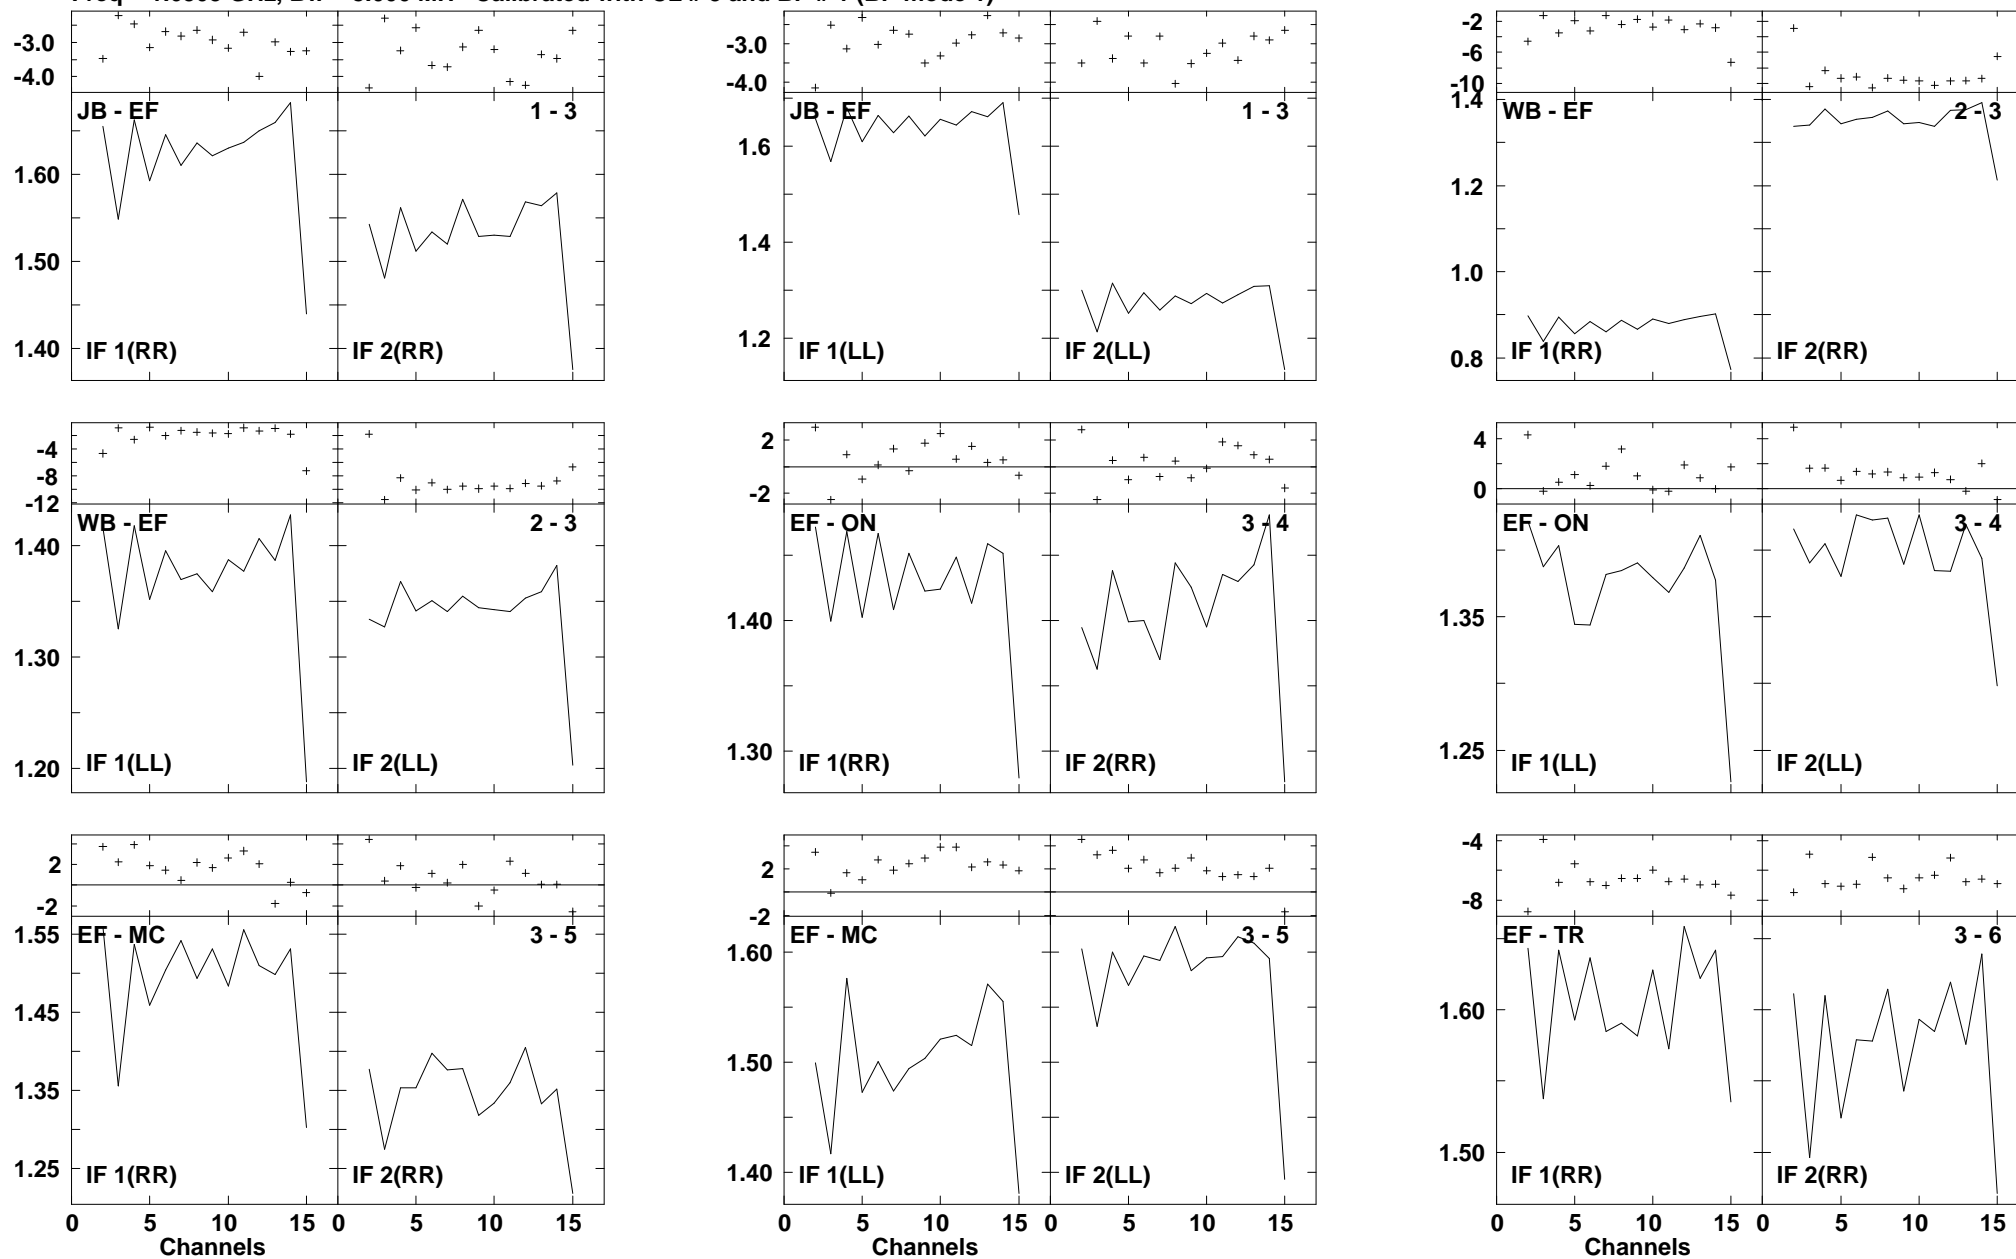 -3.0
-4.0
JB - EF 1 - 3
1.60
1.50
1.40
IF 1(RR) IF 2(RR)
-3.0
-4.0
JB - EF 1 - 3
1.6
1.4
1.2
IF 1(LL) IF 2(LL)
-2
-6
-10
1.4
WB - EF 2 - 3
1.2
1.0
0.8
IF 1(RR) IF 2(RR)
-4
-8
-12
WB - EF 2 - 3
1.40
1.30
1.20
IF 1(LL) IF 2(LL)
2
-2
EF - ON 3 - 4
1.40
1.30
IF 1(RR) IF 2(RR)
4
0
EF - ON 3 - 4
1.35
1.25
IF 1(LL) IF 2(LL)
2
-2
EF - MC 3 - 5
1.55
1.45
1.35
1.25
IF 1(RR) IF 2(RR)
0 5 10 15 0 5 10 15
Channels
2
-2
EF - MC 3 - 5
1.60
1.50
1.40
IF 1(LL) IF 2(LL)
0 5 10 15 0 5 10 15
Channels
-4
-8
EF - TR 3 - 6
1.60
1.50
IF 1(RR) IF 2(RR)
0 5 10 15 0 5 10 15
Channels